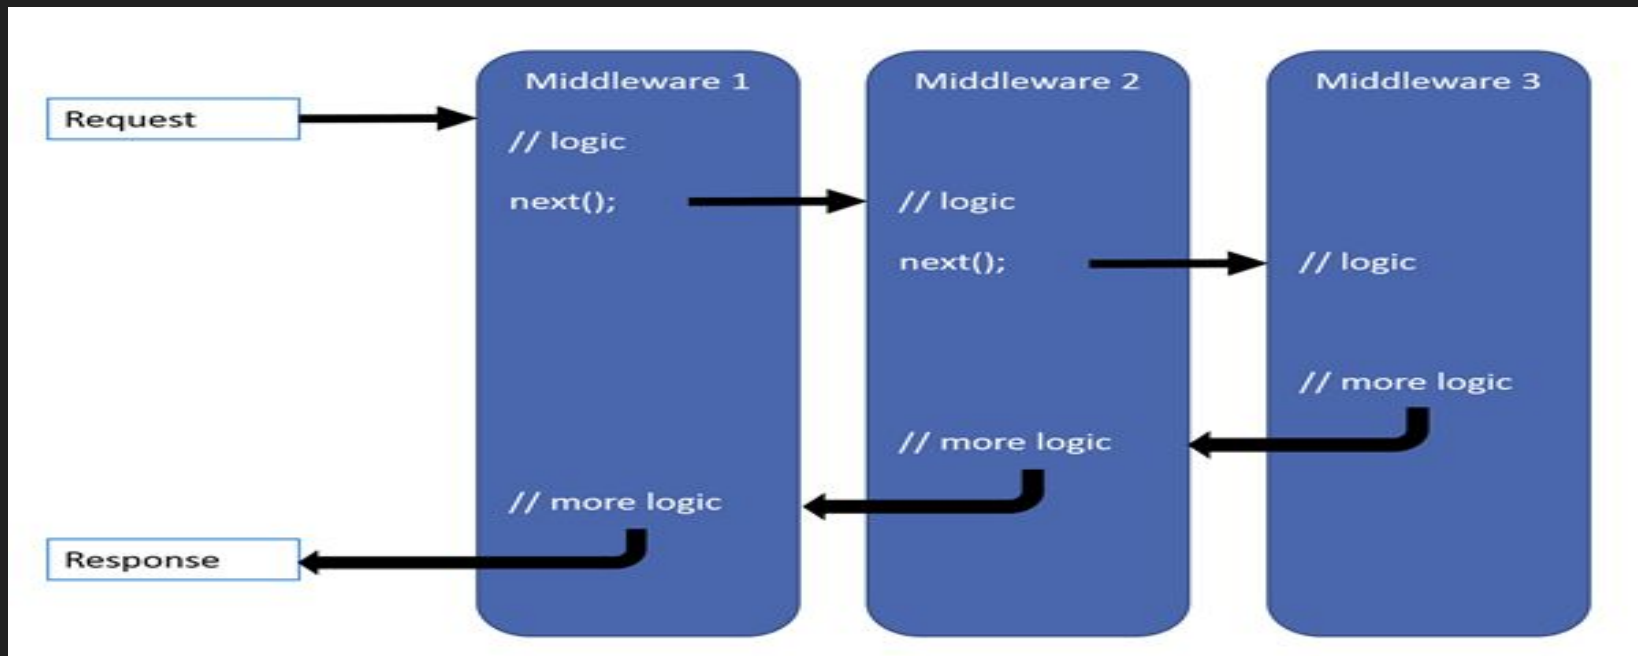 Middleware 1
Middleware 2
Middleware 3
Request
// logic
next();
// logic
next();
// logic
// more logic
// more logic
// more logic
Response